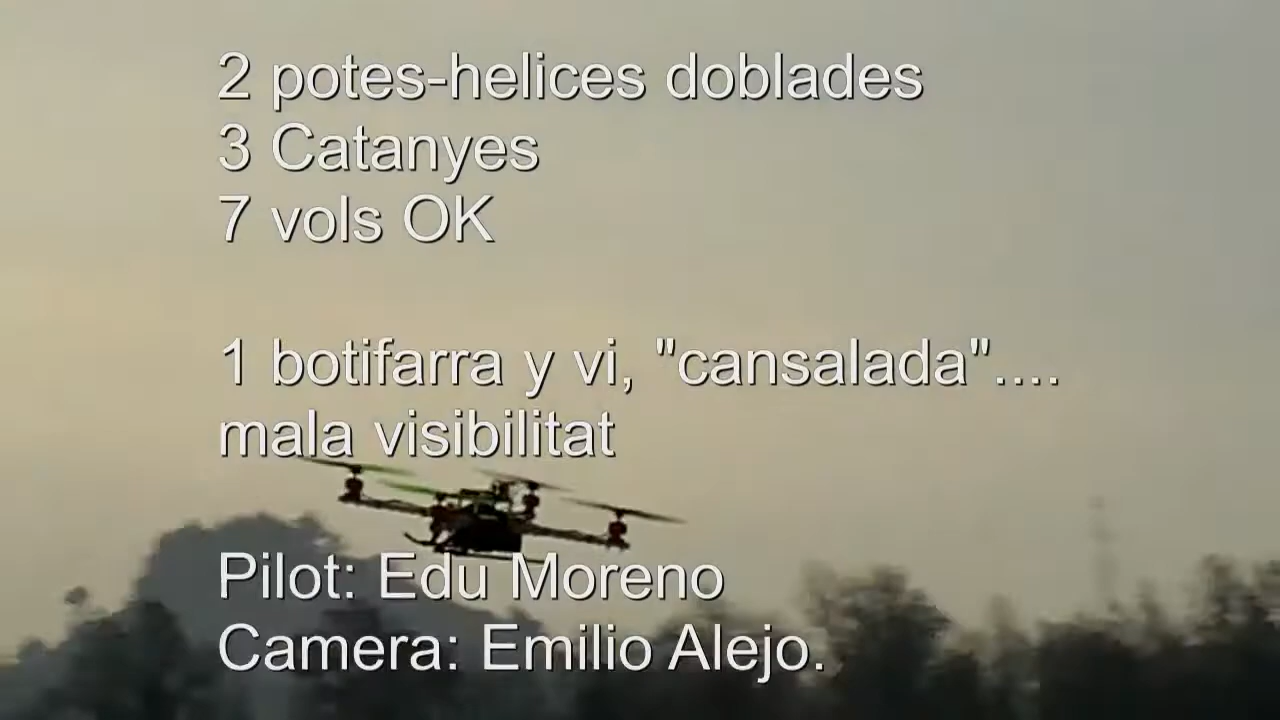 2 potes-helices doblades
3 Catanyes
7 vols OK
1 botifarra y vi, "cansalada"....
mala visibilitat
Pilot: Edu Moreno
Camera: Emilio Alejo.